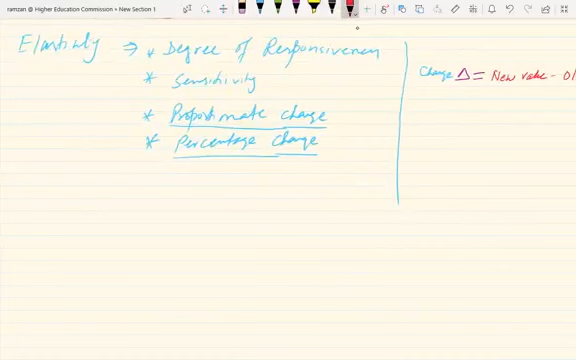 ramzan @ Higher Education Commission > New Section 1
Elasticity ⇒ * Degree of Responsiveness
* Sensitivity
* Proportionate change
* Percentage Change
Change Δ = New value - Ol